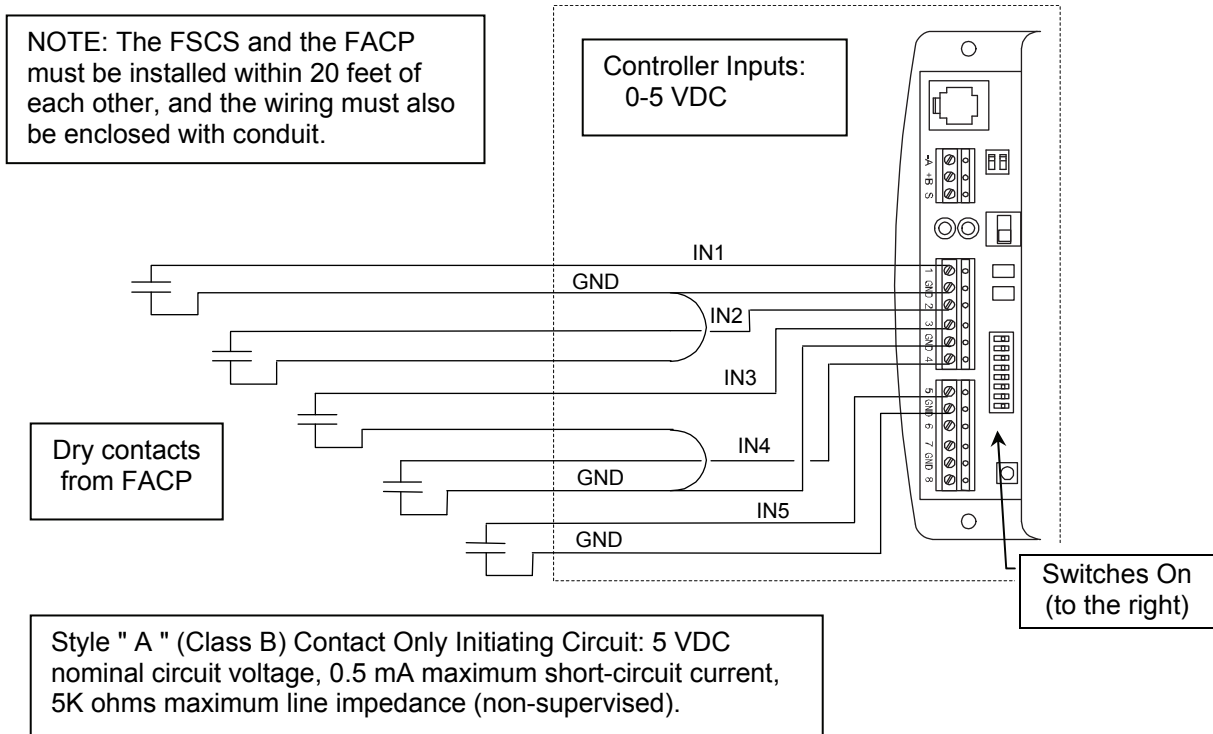 NOTE: The FSCS and the FACP
must be installed within 20 feet of
each other, and the wiring must also
be enclosed with conduit.
Controller Inputs:
0-5 VDC
-A
+B
S
IN1
GND
IN2
IN3
IN4
GND
IN5
GND
1
GND
2
3
GND
4
5
GND
6
7
GND
8
Dry contacts
from FACP
Switches On
(to the right)
Style " A " (Class B) Contact Only Initiating Circuit: 5 VDC
nominal circuit voltage, 0.5 mA maximum short-circuit current,
5K ohms maximum line impedance (non-supervised).